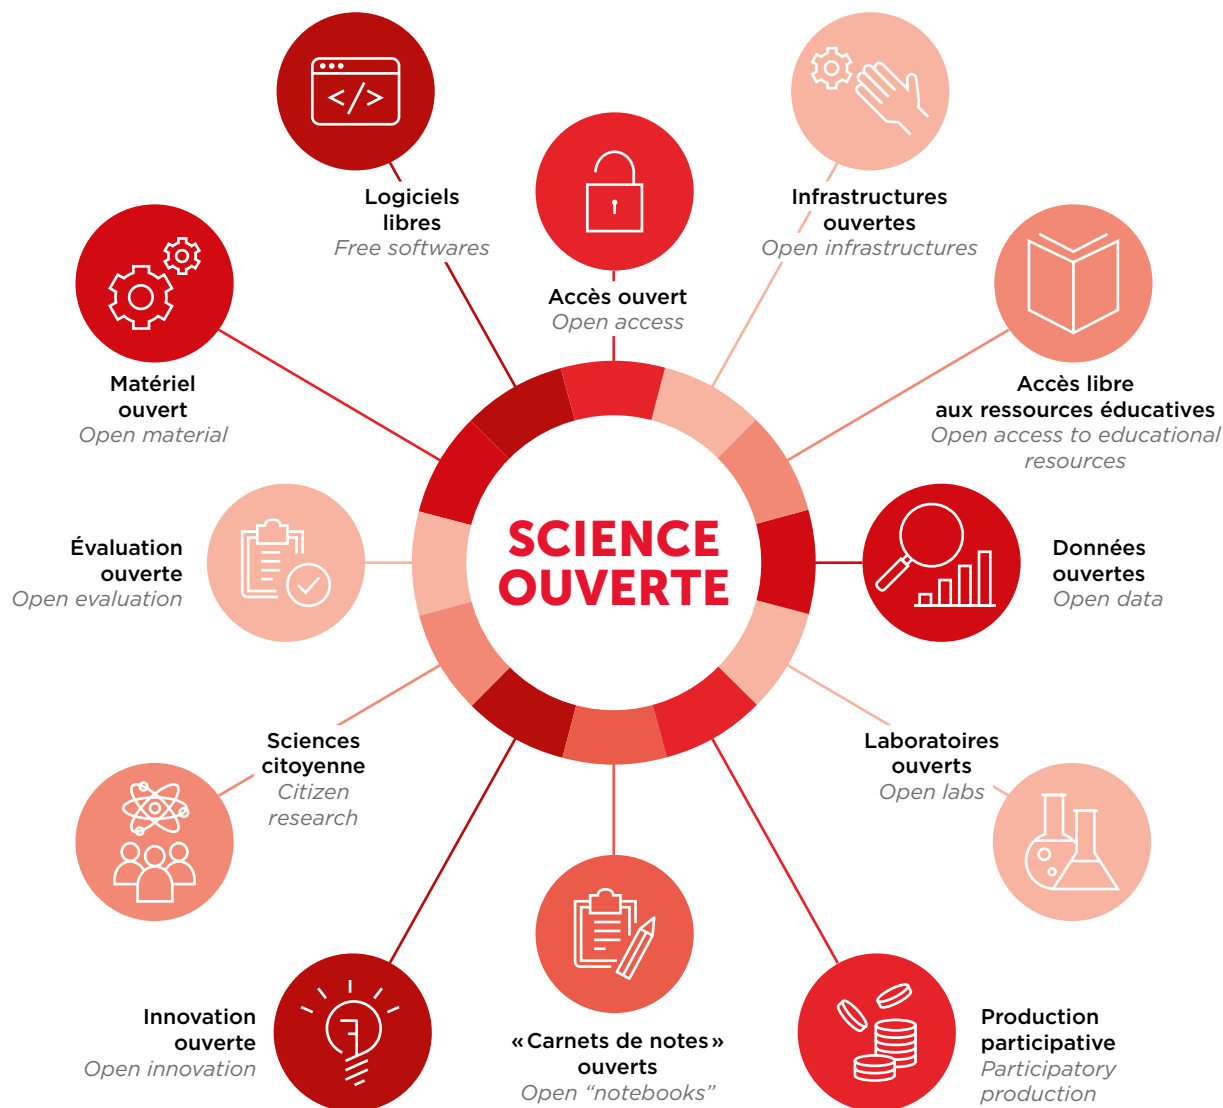 </>
Logiciels
libres
Free softwares
Accès ouvert
Open access
Infrastructures
ouvertes
Open infrastructures
Matériel
ouvert
Open material
Accès libre
aux ressources éducatives
Open access to educational
resources
Évaluation
ouverte
Open evaluation
SCIENCE
OUVERTE
Données
ouvertes
Open data
Sciences
citoyenne
Citizen
research
Laboratoires
ouverts
Open labs
Innovation
ouverte
Open innovation
« Carnets de notes »
ouverts
Open “notebooks”
Production
participative
Participatory
production